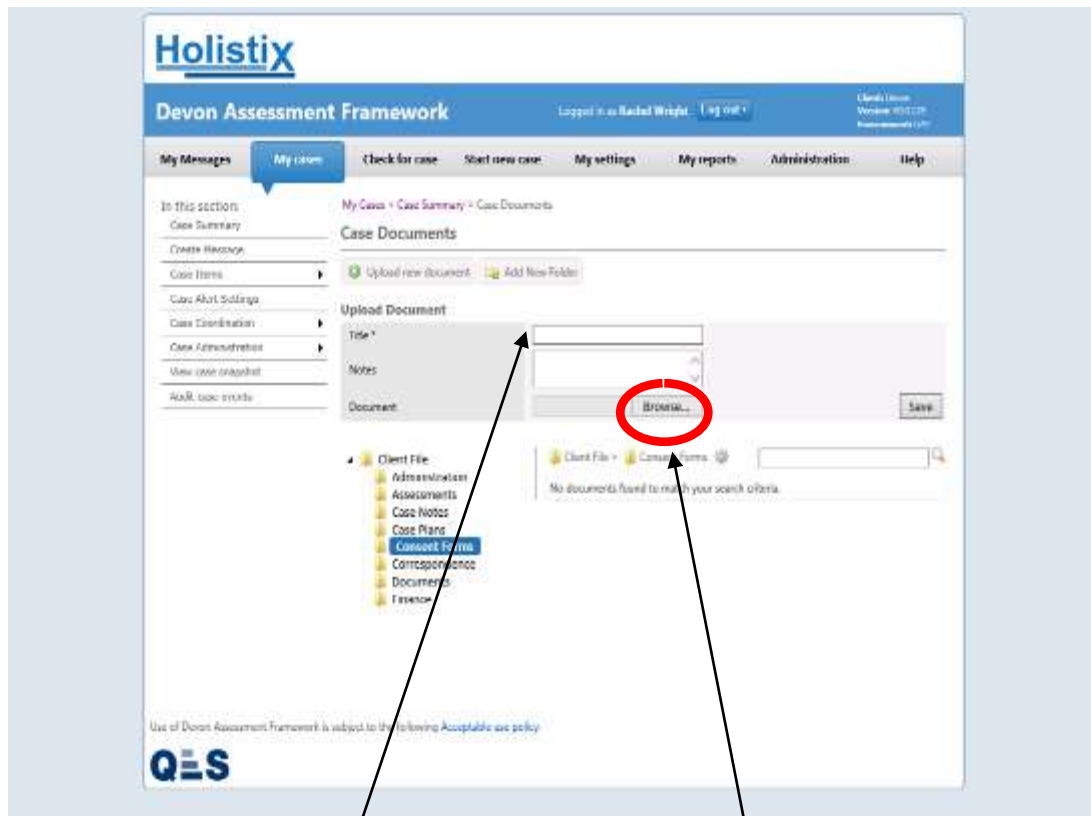 Holistix
Devon Assessment Framework
Logged in as Rachel Wright Log out
My Messages My cases Check for case Start new case My settings My reports Administration Help
In this section:
Case Summary
Create Message
Case Items
Case Alert Settings
Case Coordination
Case Administration
View case snapshot
Audit case events
My Cases > Case Summary > Case Documents
Case Documents
Upload new document Add New Folder
Upload Document
Title *
Notes
Document Browse... Save
Client File
Administration
Assessments
Case Notes
Case Plans
Consent Forms
Correspondence
Documents
Finance
Client File > Consent Forms
No documents found to match your search criteria.
Use of Devon Assessment Framework is subject to the following Acceptable use policy
QES